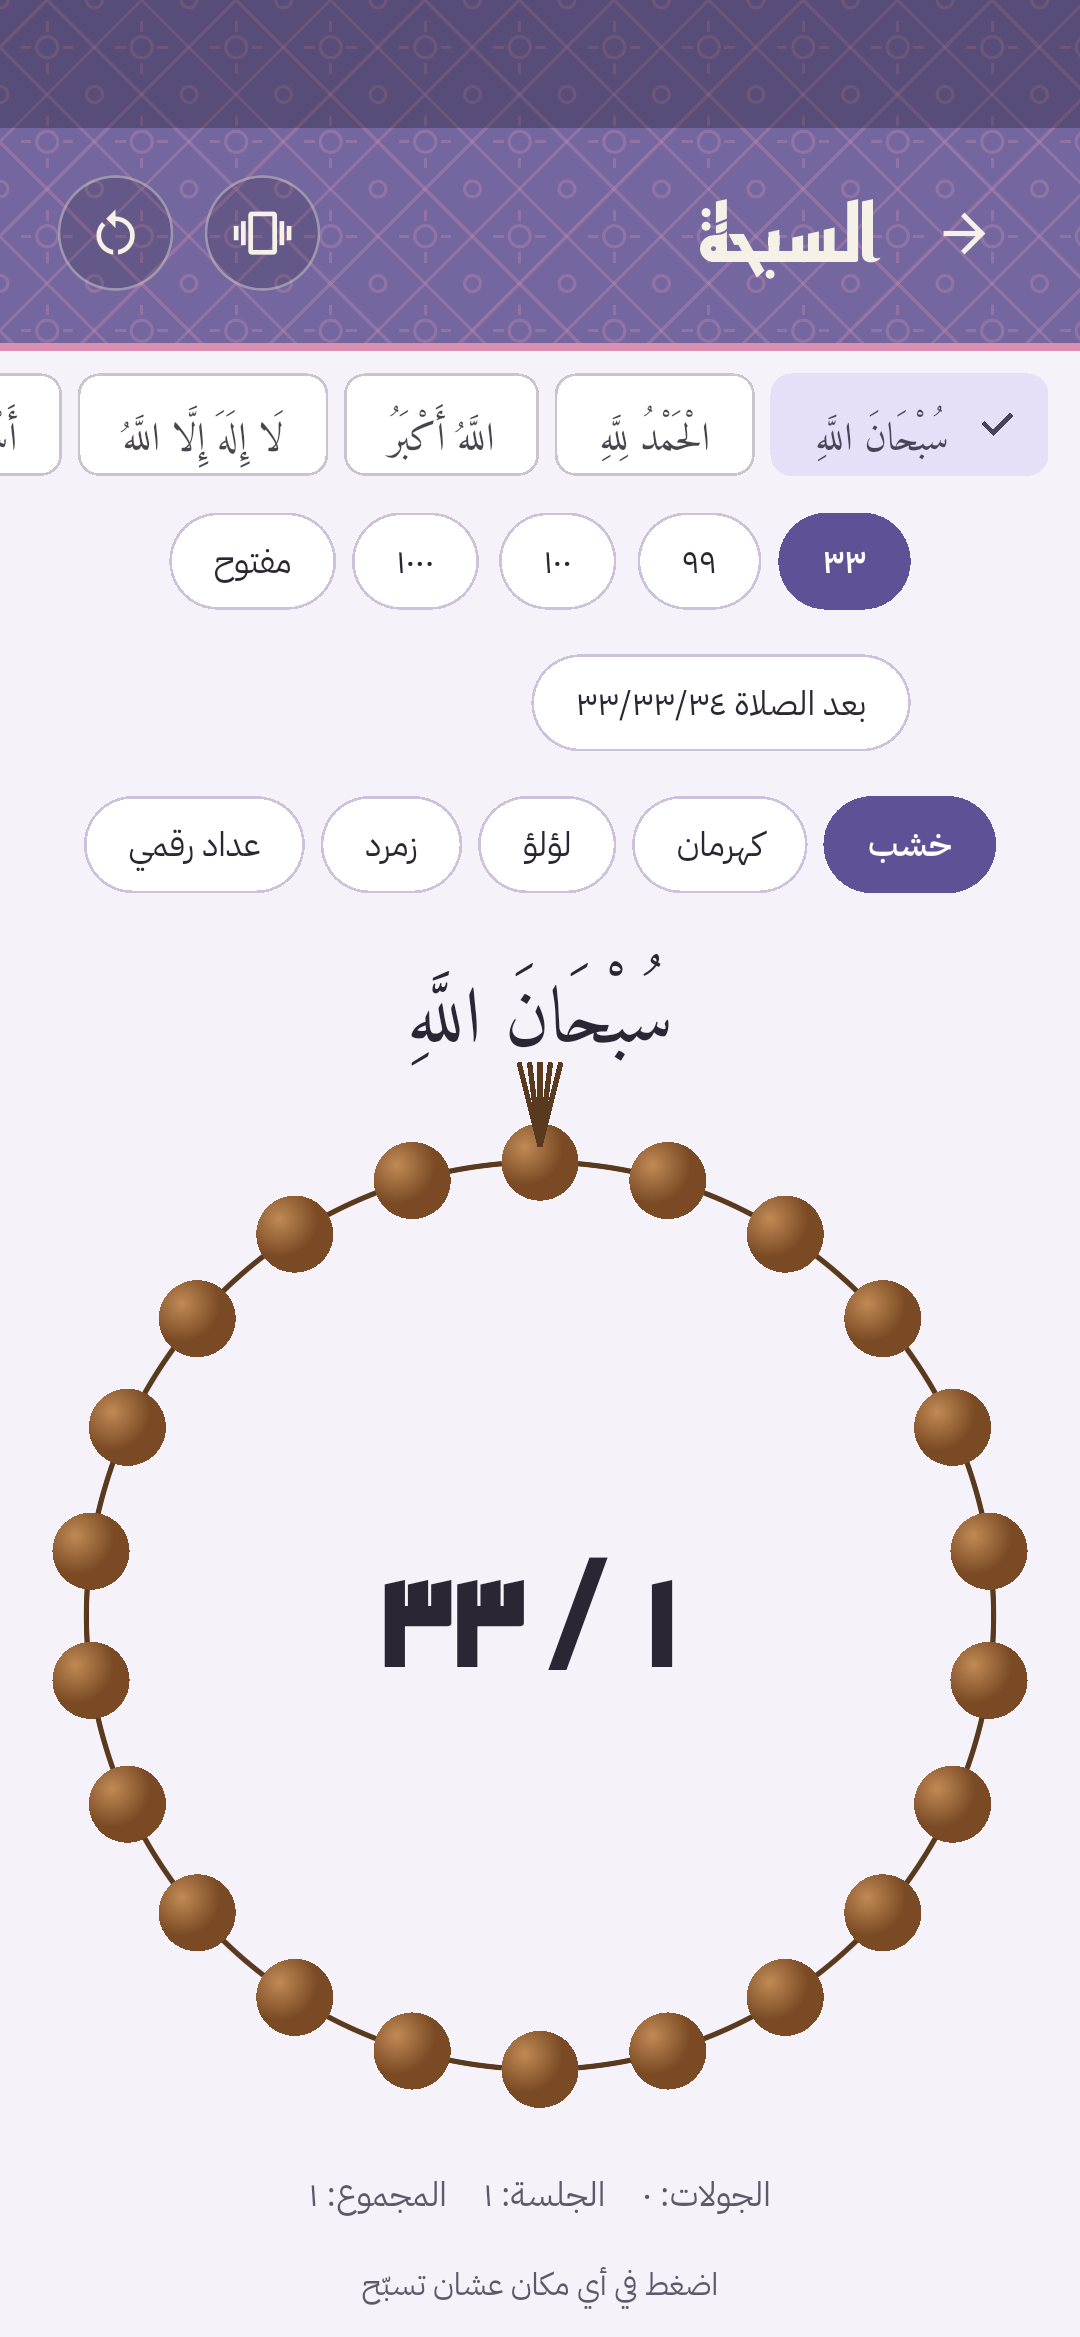 السبحة
سُبْحَانَ اللَّهِ الْحَمْدُ لِلَّهِ اللَّهُ أَكْبَرُ لَا إِلَهَ إِلَّا اللَّهُ
٣٣ ٩٩ ١٠٠ ١٠٠٠ مفتوح
بعد الصلاة ٣٣/٣٣/٣٤
خشب كهرمان لؤلؤ زمرد عداد رقمي
سُبْحَانَ اللَّهِ
١ / ٣٣
الجولات: ٠ الجلسة: ١ المجموع: ١
اضغط في أي مكان عشان تسبّح